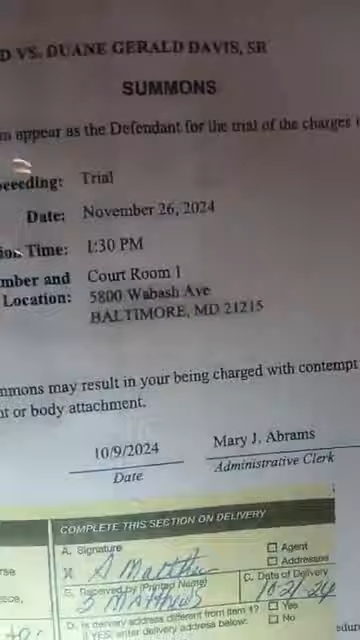 D VS. DUANE GERALD DAVIS, SR
SUMMONS
m appear as the Defendant for the trial of the charges
oceeding: Trial
Date: November 26, 2024
ion Time: 1:30 PM
mber and Court Room 1
Location: 5800 Wabash Ave
BALTIMORE, MD 21215
mmons may result in your being charged with contempt
nt or body attachment.
10/9/2024 Mary J. Abrams
Date Administrative Clerk
COMPLETE THIS SECTION ON DELIVERY
A. Signature
X Agent
Addressee
B. Received by (Printed Name) C. Date of Delivery
S MATTHEWS 10-21-24
D. Is delivery address different from item 1? Yes
If YES, enter delivery address below: No